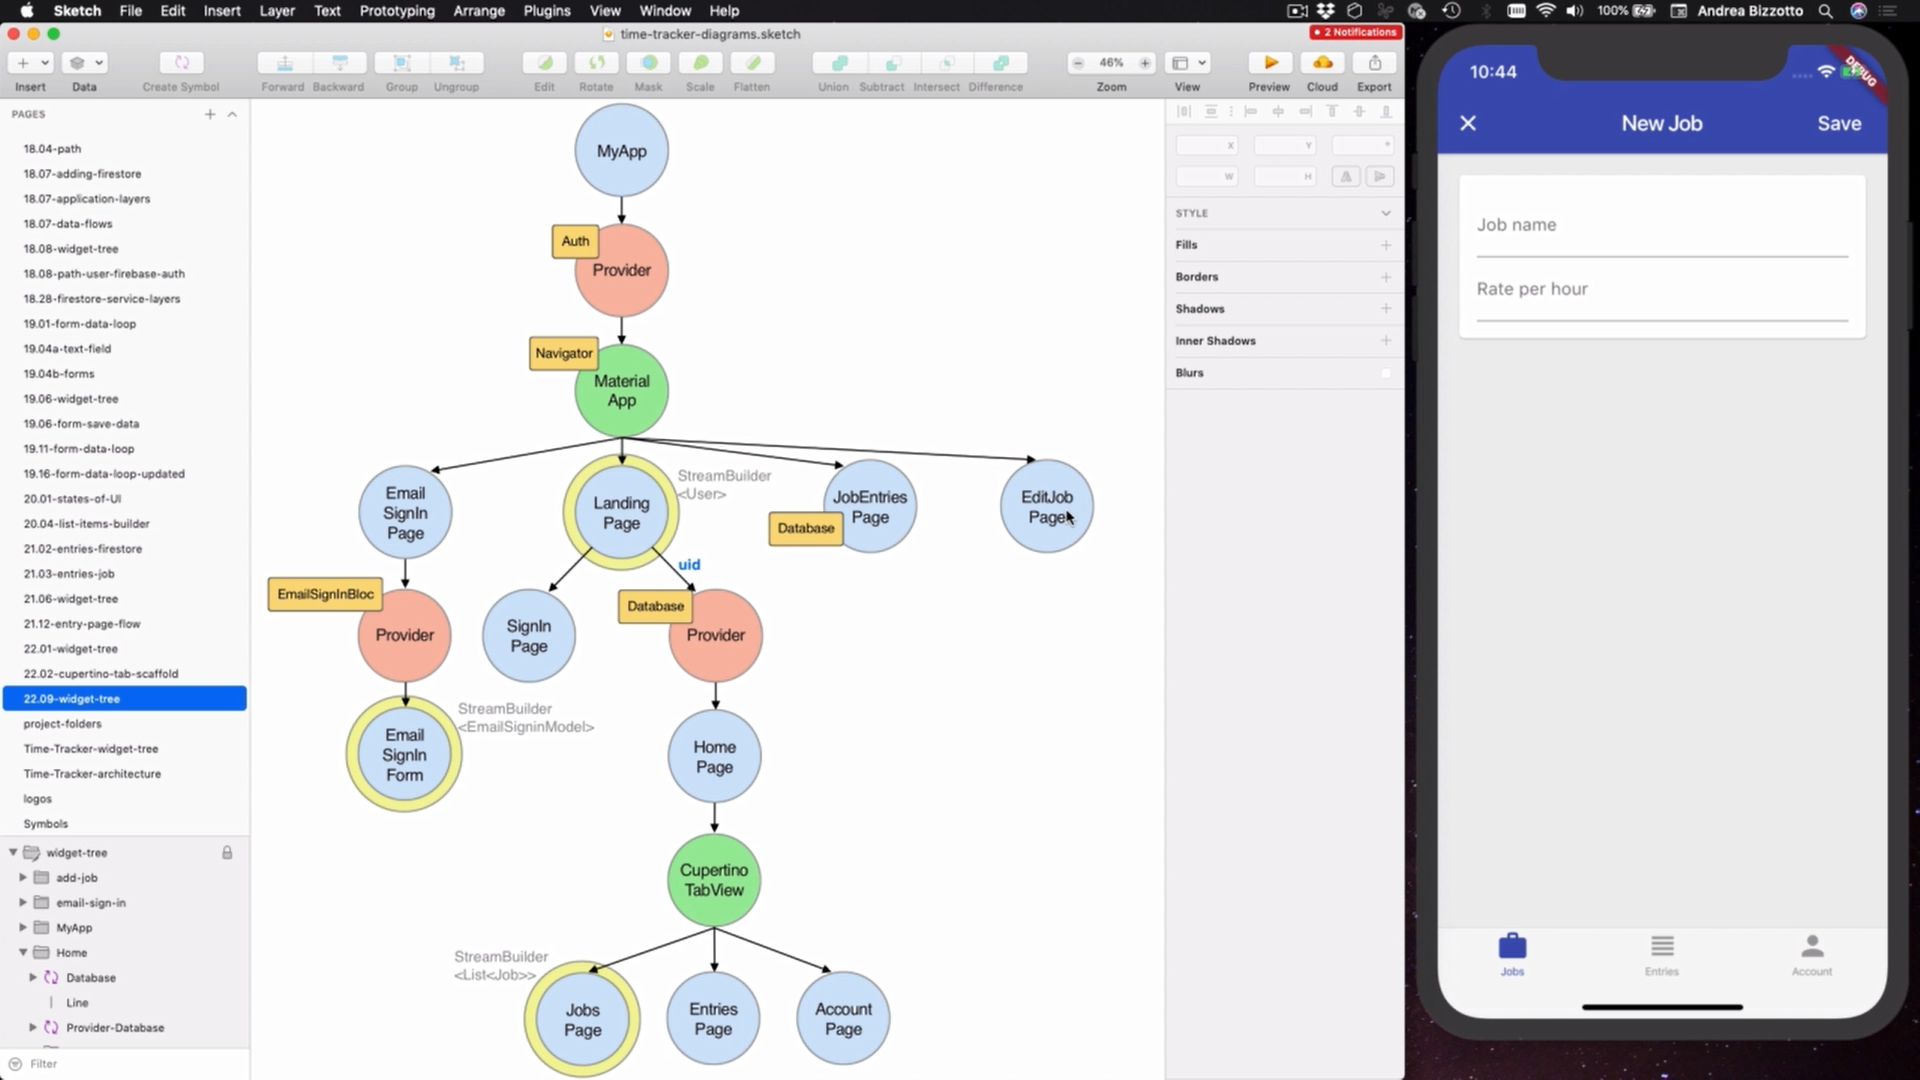 Sketch File Edit Insert Layer Text Prototyping Arrange Plugins View Window Help
100% Andrea Bizzotto
time-tracker-diagrams.sketch
2 Notifications
46%
Insert Data Create Symbol Forward Backward Group Ungroup Edit Rotate Mask Scale Flatten Union Subtract Intersect Difference Zoom View Preview Cloud Export
PAGES
18.04-path
18.07-adding-firestore
18.07-application-layers
18.07-data-flows
18.08-widget-tree
18.08-path-user-firebase-auth
18.28-firestore-service-layers
19.01-form-data-loop
19.04a-text-field
19.04b-forms
19.06-widget-tree
19.06-form-save-data
19.11-form-data-loop
19.16-form-data-loop-updated
20.01-states-of-UI
20.04-list-items-builder
21.02-entries-firestore
21.03-entries-job
21.06-widget-tree
21.12-entry-page-flow
22.01-widget-tree
22.02-cupertino-tab-scaffold
22.09-widget-tree
project-folders
Time-Tracker-widget-tree
Time-Tracker-architecture
logos
Symbols
widget-tree
add-job
email-sign-in
MyApp
Home
Database
Line
Provider-Database
Filter
MyApp
Auth
Provider
Navigator
Material
App
Email
SignIn
Page
Landing
Page
StreamBuilder
<User>
JobEntries
Page
Database
EditJob
Page
uid
EmailSignInBloc
Provider
SignIn
Page
Database
Provider
StreamBuilder
<EmailSigninModel>
Email
SignIn
Form
Home
Page
Cupertino
TabView
StreamBuilder
<List<Job>>
Jobs
Page
Entries
Page
Account
Page
X Y °
W H
STYLE
Fills
Borders
Shadows
Inner Shadows
Blurs
10:44
DEBUG
New Job
Save
Job name
Rate per hour
Jobs
Entries
Account